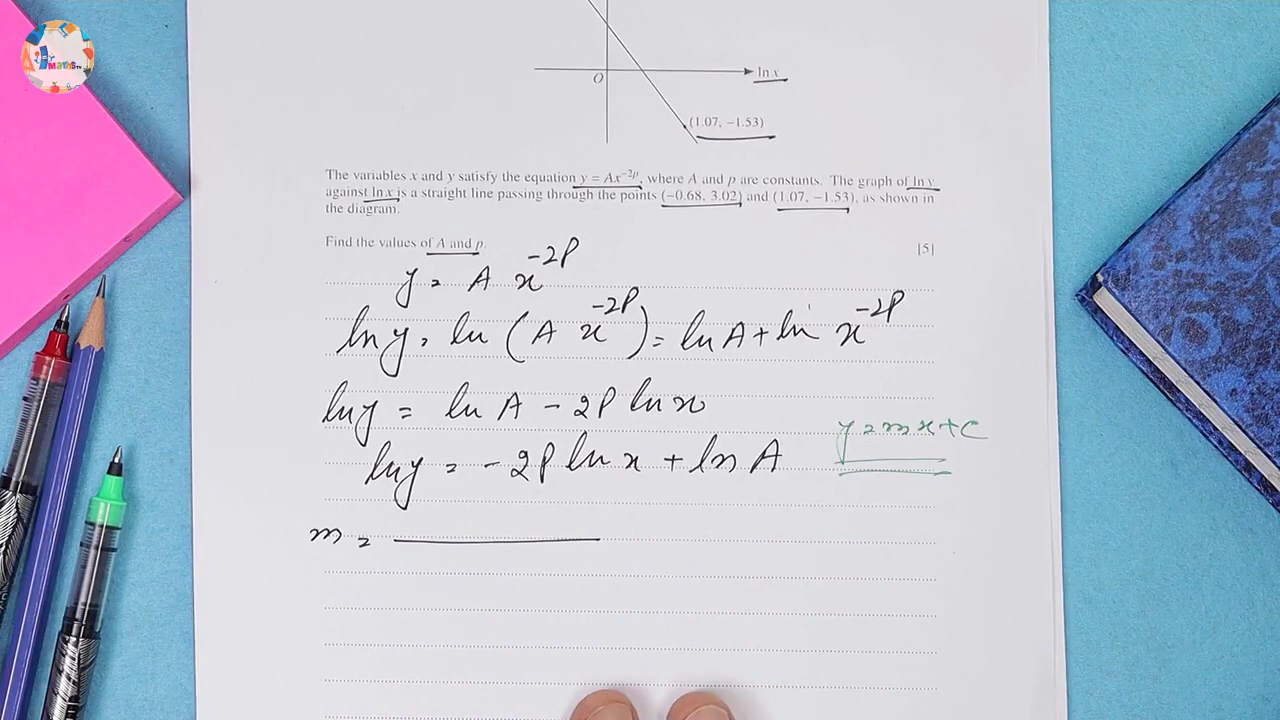 MATHS
O
ln x
(1.07, −1.53)
The variables x and y satisfy the equation y = Ax⁻²ᵖ, where A and p are constants. The graph of ln y
against ln x is a straight line passing through the points (−0.68, 3.02) and (1.07, −1.53), as shown in
the diagram.
Find the values of A and p. [5]
y = A x⁻²ᵖ
ln y = ln (A x⁻²ᵖ) = ln A + ln x⁻²ᵖ
ln y = ln A − 2P ln x
y = mx + c
ln y = −2P ln x + ln A
m =